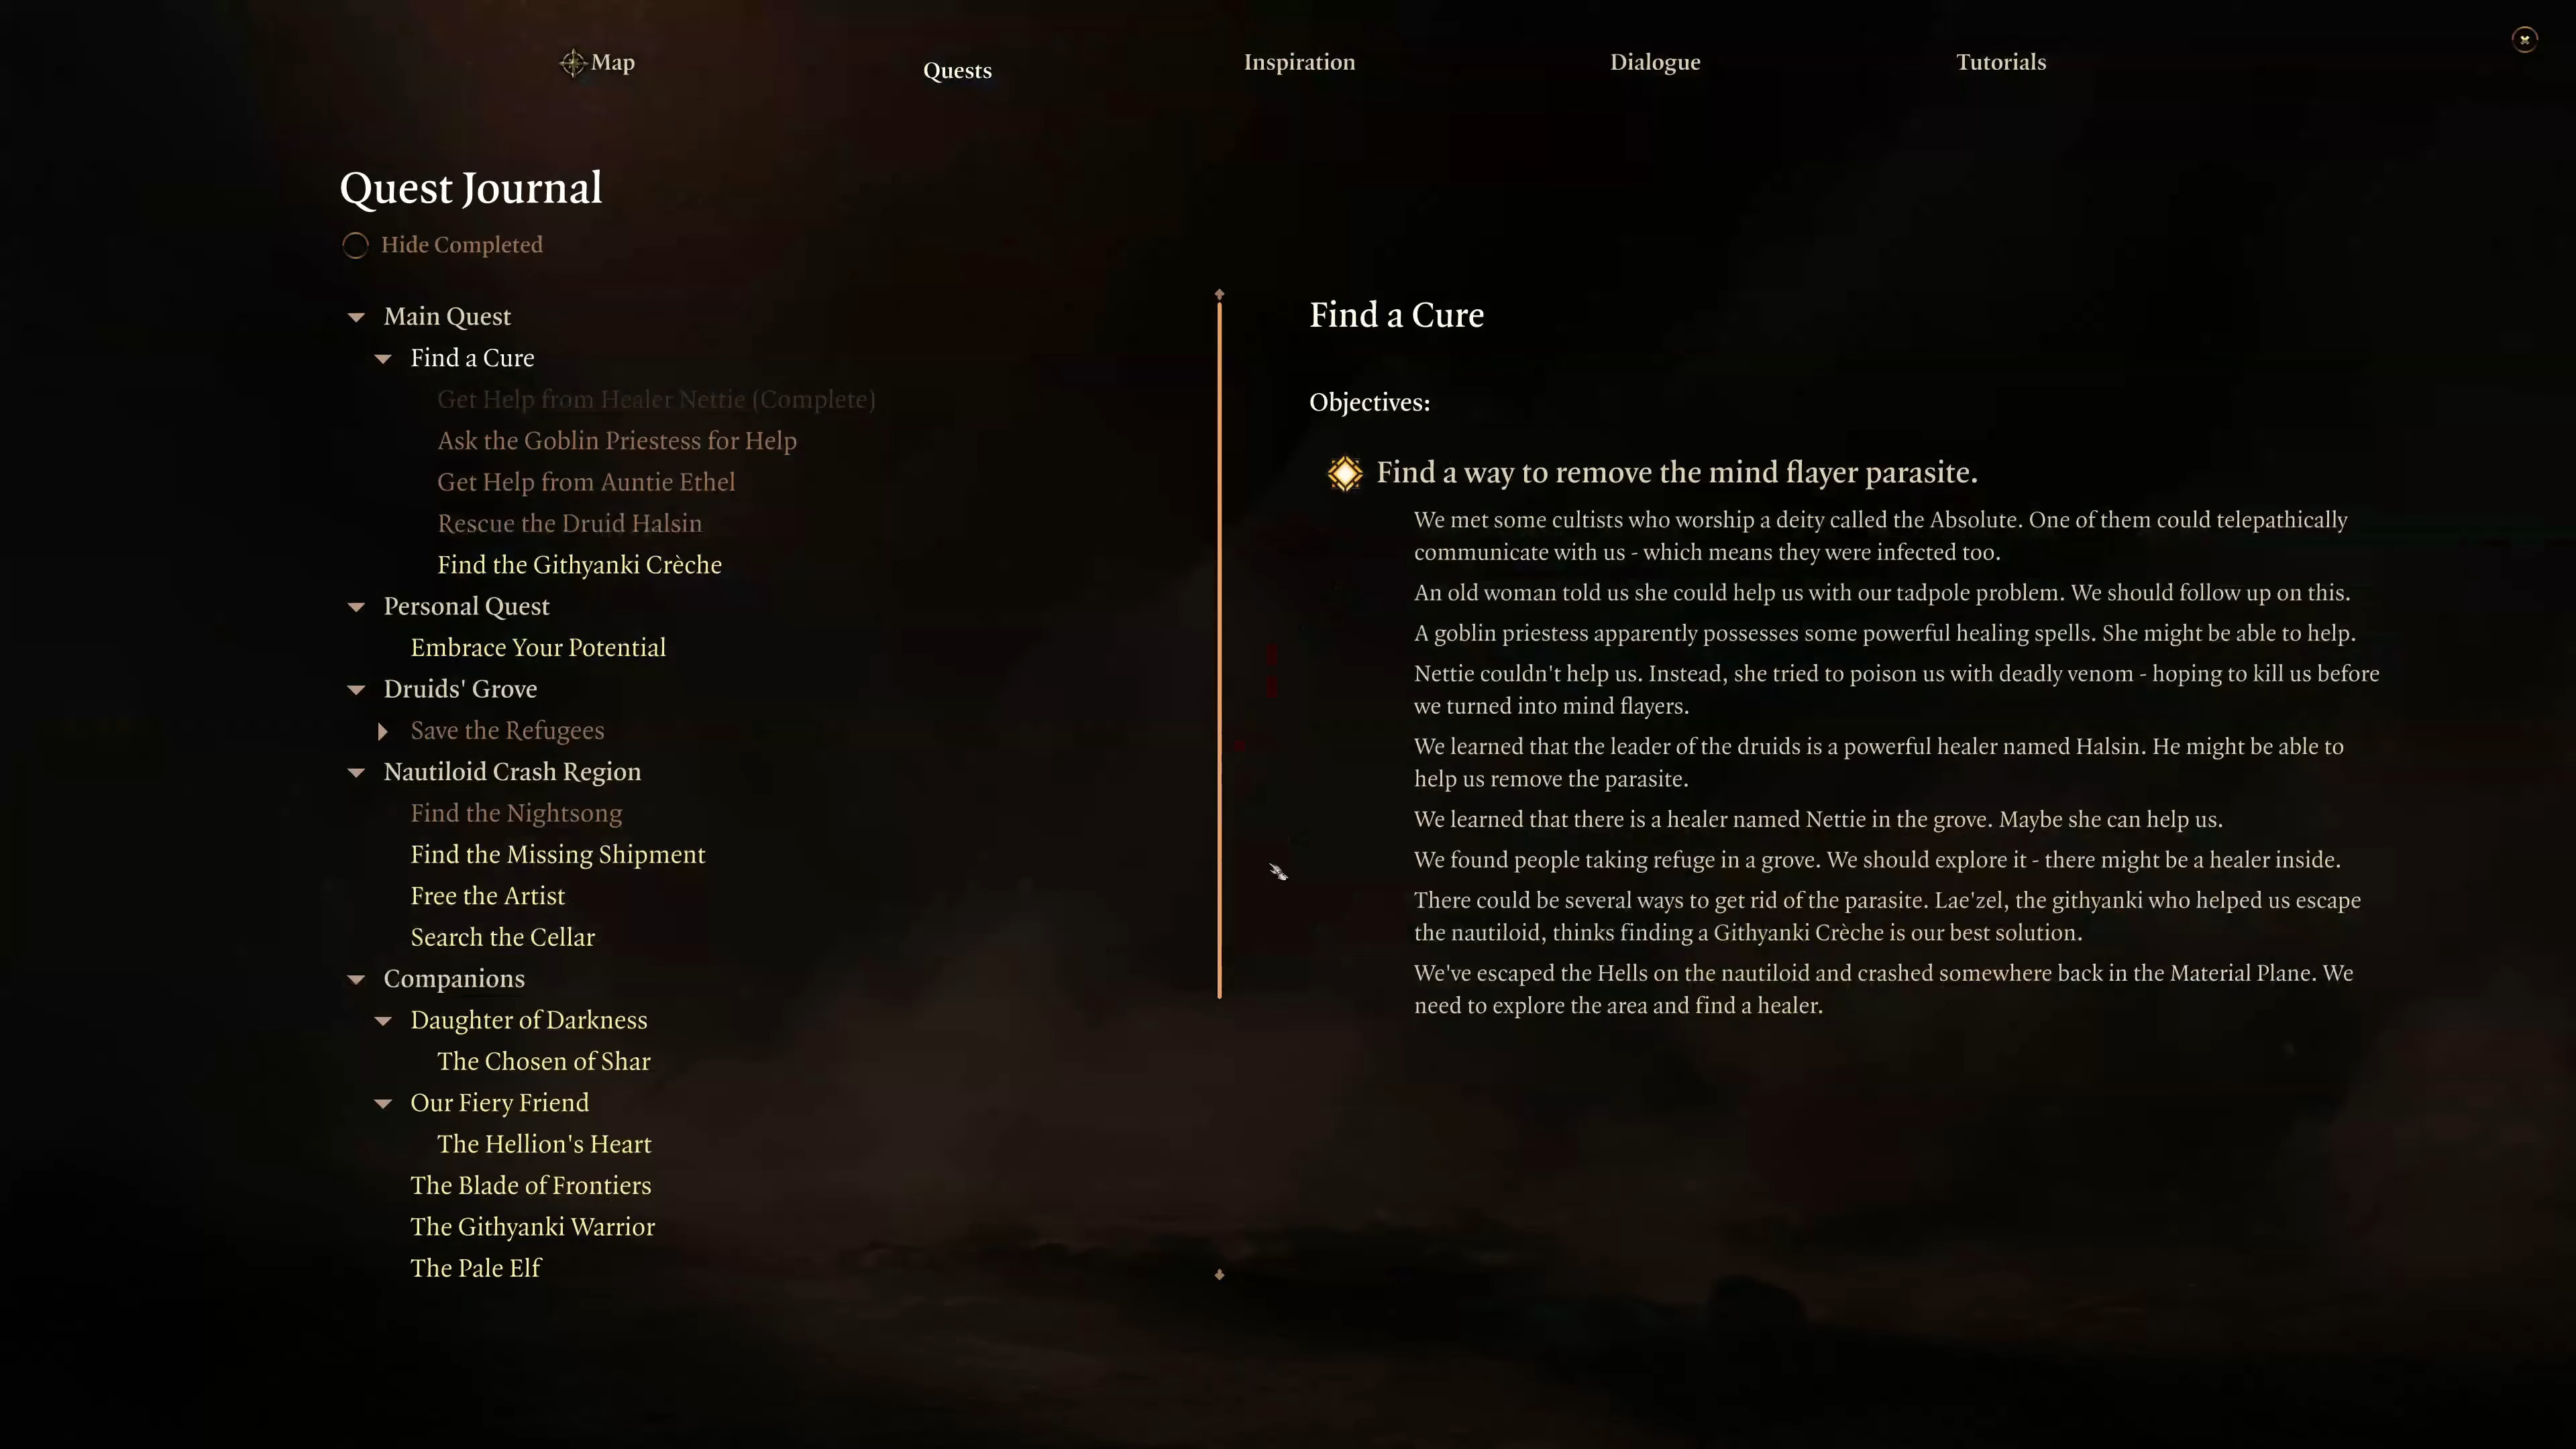 Map
Quests
Inspiration
Dialogue
Tutorials
Quest Journal
Hide Completed
Main Quest
Find a Cure
Get Help from Healer Nettie (Complete)
Ask the Goblin Priestess for Help
Get Help from Auntie Ethel
Rescue the Druid Halsin
Find the Githyanki Crèche
Personal Quest
Embrace Your Potential
Druids' Grove
Save the Refugees
Nautiloid Crash Region
Find the Nightsong
Find the Missing Shipment
Free the Artist
Search the Cellar
Companions
Daughter of Darkness
The Chosen of Shar
Our Fiery Friend
The Hellion's Heart
The Blade of Frontiers
The Githyanki Warrior
The Pale Elf
Find a Cure
Objectives:
Find a way to remove the mind flayer parasite.
We met some cultists who worship a deity called the Absolute. One of them could telepathically
communicate with us - which means they were infected too.
An old woman told us she could help us with our tadpole problem. We should follow up on this.
A goblin priestess apparently possesses some powerful healing spells. She might be able to help.
Nettie couldn't help us. Instead, she tried to poison us with deadly venom - hoping to kill us before
we turned into mind flayers.
We learned that the leader of the druids is a powerful healer named Halsin. He might be able to
help us remove the parasite.
We learned that there is a healer named Nettie in the grove. Maybe she can help us.
We found people taking refuge in a grove. We should explore it - there might be a healer inside.
There could be several ways to get rid of the parasite. Lae'zel, the githyanki who helped us escape
the nautiloid, thinks finding a Githyanki Crèche is our best solution.
We've escaped the Hells on the nautiloid and crashed somewhere back in the Material Plane. We
need to explore the area and find a healer.